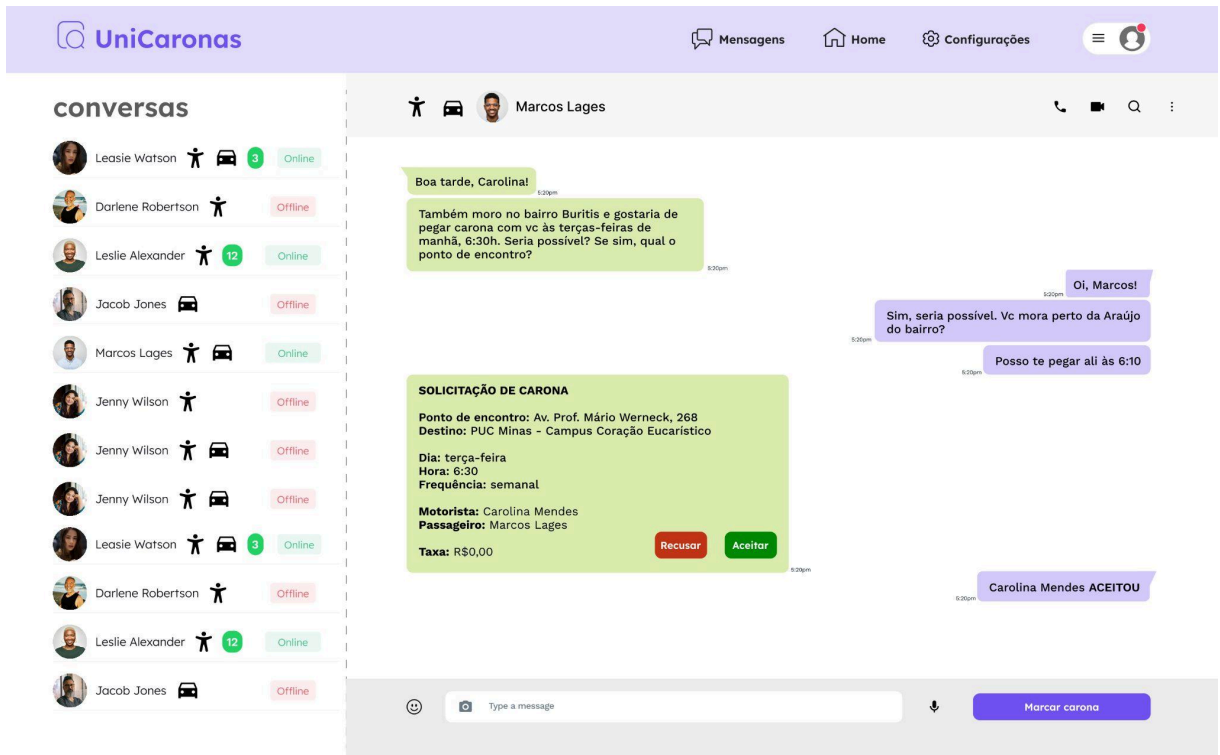 UniCaronas
Mensagens
Home
Configurações
conversas
Leasie Watson 3 Online
Darlene Robertson Offline
Leslie Alexander 12 Online
Jacob Jones Offline
Marcos Lages Online
Jenny Wilson Offline
Jenny Wilson Offline
Jenny Wilson Offline
Leasie Watson 3 Online
Darlene Robertson Offline
Leslie Alexander 12 Online
Jacob Jones Offline
Marcos Lages
Boa tarde, Carolina!
5:20pm
Também moro no bairro Buritis e gostaria de
pegar carona com vc às terças-feiras de
manhã, 6:30h. Seria possível? Se sim, qual o
ponto de encontro?
5:20pm
Oi, Marcos!
5:20pm
Sim, seria possível. Vc mora perto da Araújo
do bairro?
5:20pm
Posso te pegar ali às 6:10
5:20pm
SOLICITAÇÃO DE CARONA
Ponto de encontro: Av. Prof. Mário Werneck, 268
Destino: PUC Minas - Campus Coração Eucarístico
Dia: terça-feira
Hora: 6:30
Frequência: semanal
Motorista: Carolina Mendes
Passageiro: Marcos Lages
Taxa: R$0,00
Recusar
Aceitar
5:20pm
Carolina Mendes ACEITOU
5:20pm
Type a message
Marcar carona